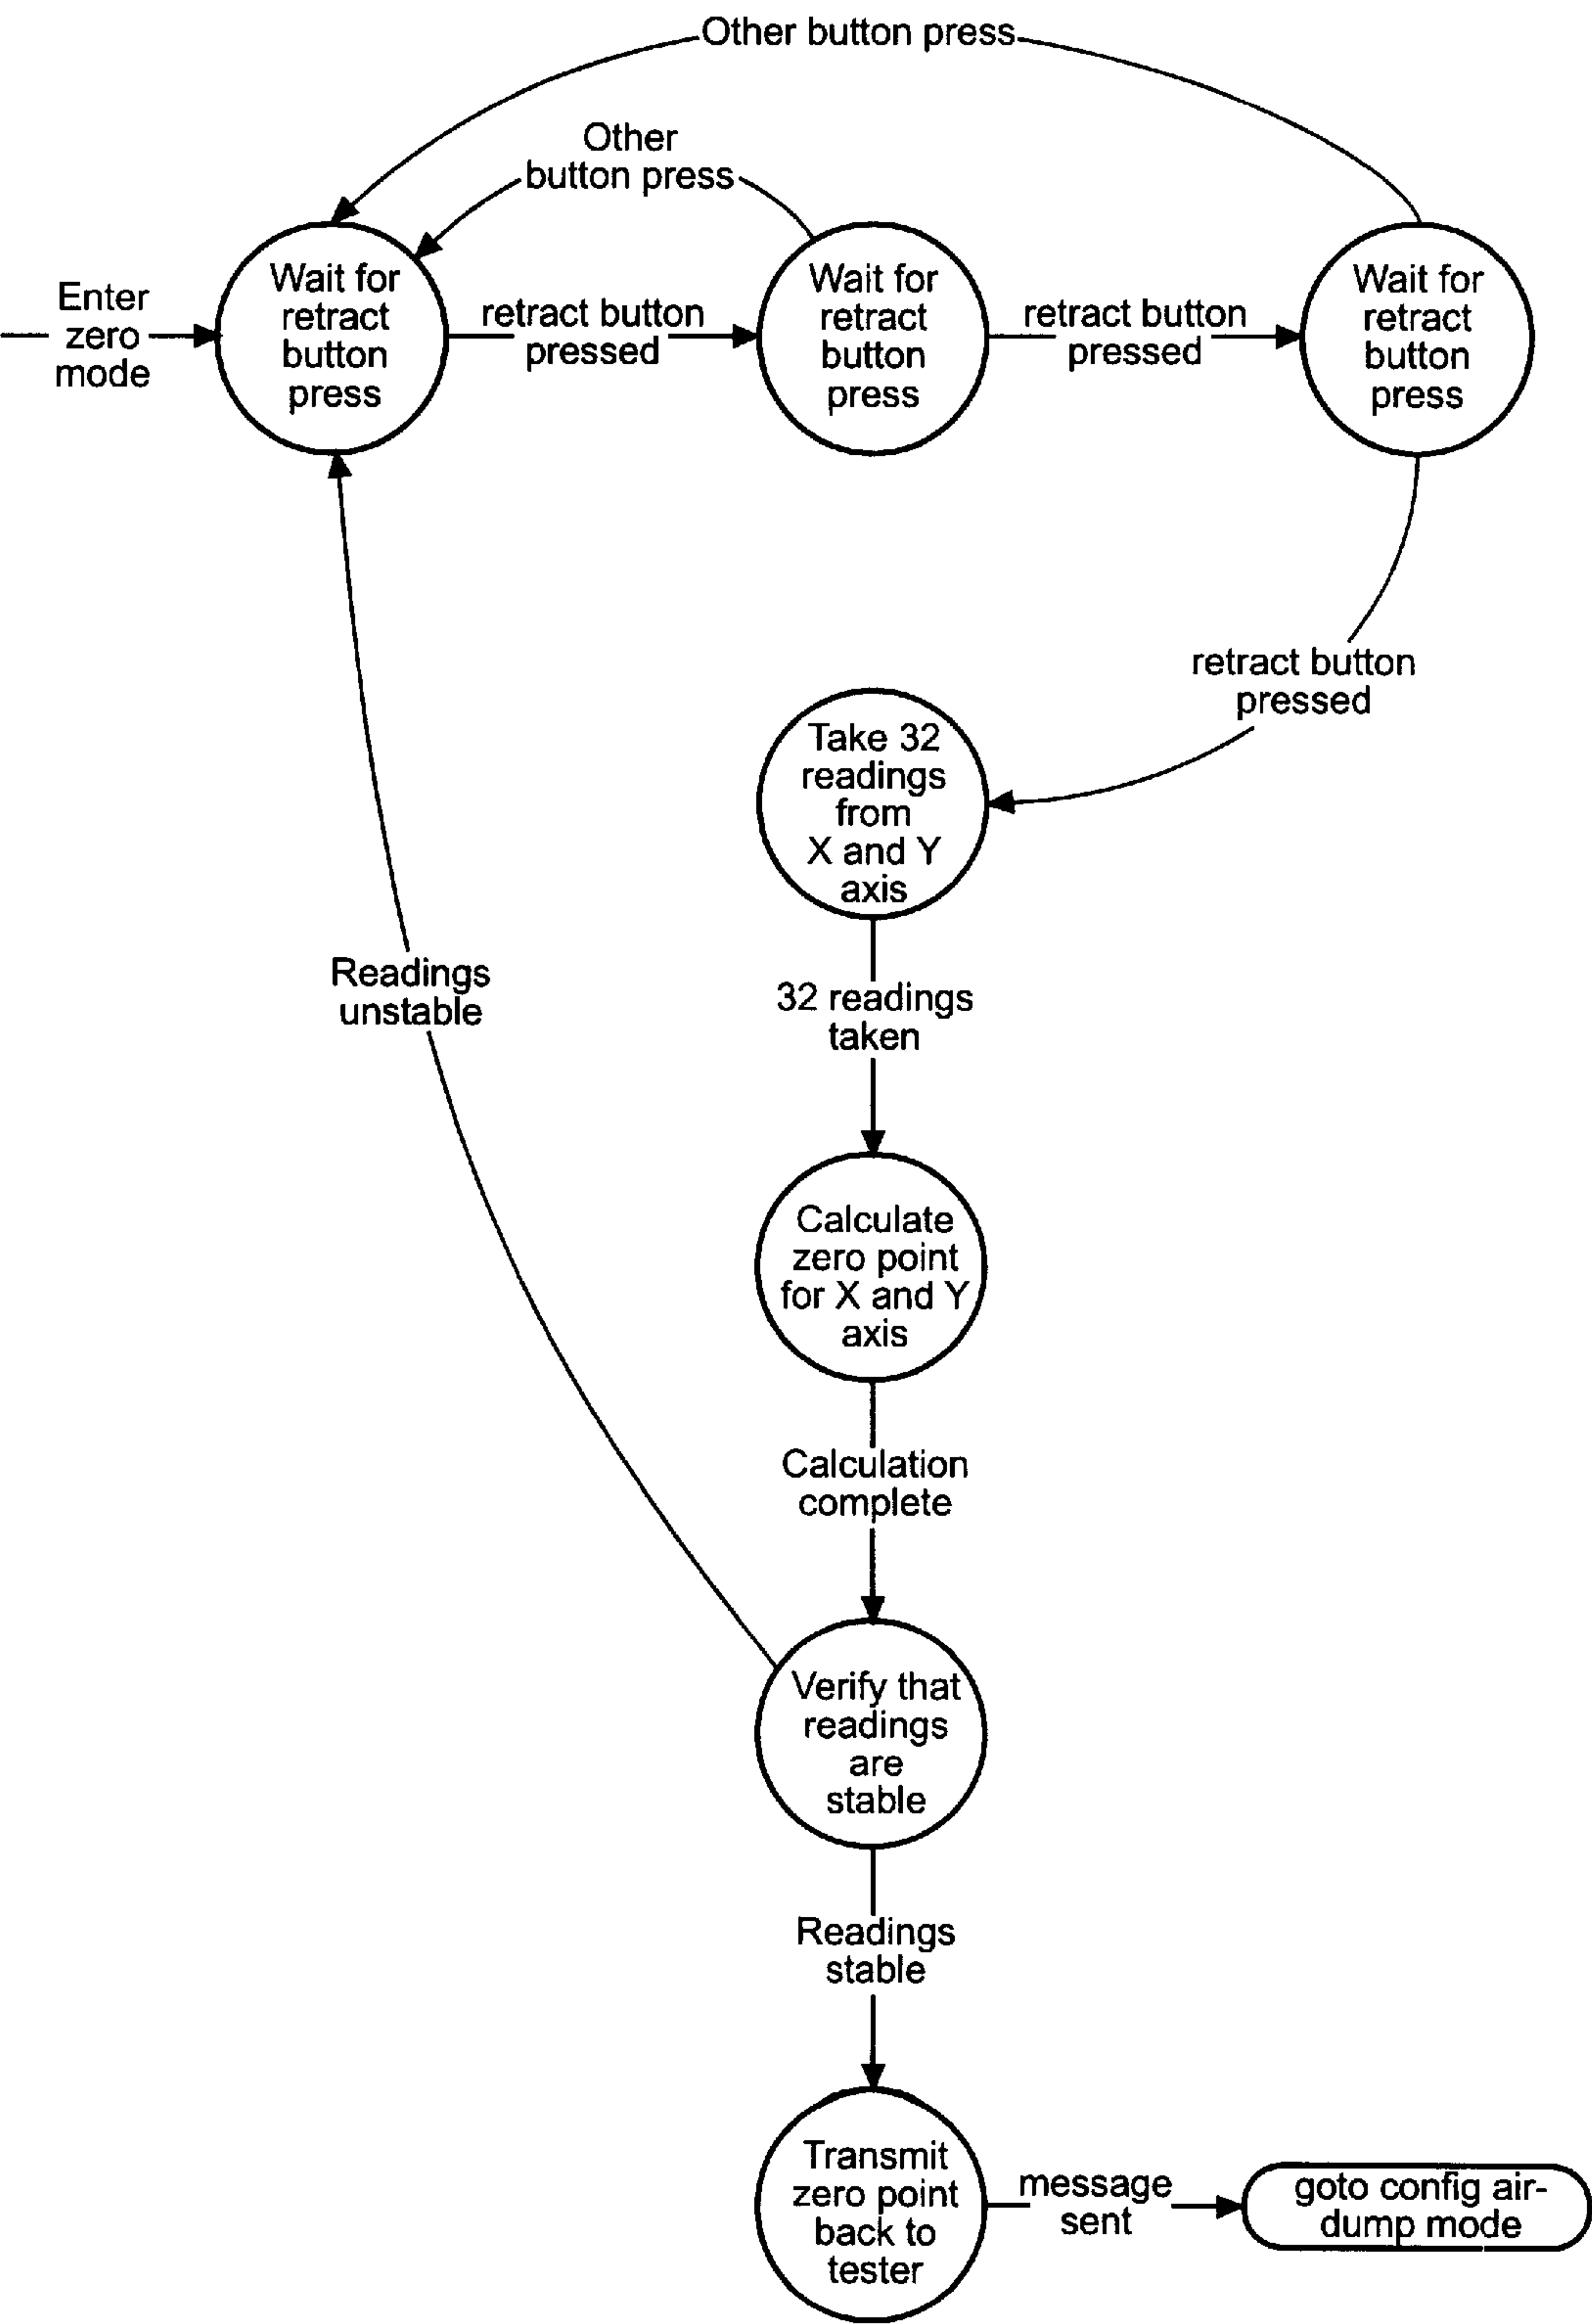 Other button press
Other
button press
Enter
zero
mode
Wait for
retract
button
press
retract button
pressed
Wait for
retract
button
press
retract button
pressed
Wait for
retract
button
press
retract button
pressed
Take 32
readings
from
X and Y
axis
Readings
unstable
32 readings
taken
Calculate
zero point
for X and Y
axis
Calculation
complete
Verify that
readings
are
stable
Readings
stable
Transmit
zero point
back to
tester
message
sent
goto config air-
dump mode